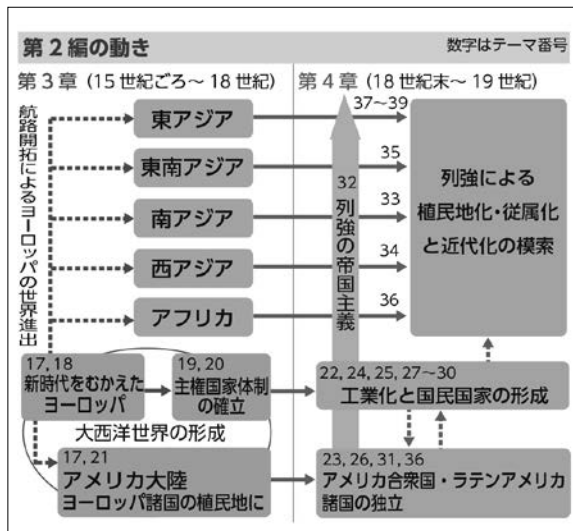 第2編の動き
数字はテーマ番号
第3章(15世紀ごろ〜18世紀)
第4章(18世紀末〜19世紀)
航路開拓によるヨーロッパの世界進出
東アジア
東南アジア
南アジア
西アジア
アフリカ
37〜39
35
33
34
36
32
列強の帝国主義
列強による
植民地化・従属化
と近代化の模索
17, 18
新時代をむかえた
ヨーロッパ
19, 20
主権国家体制
の確立
22, 24, 25, 27〜30
工業化と国民国家の形成
大西洋世界の形成
17, 21
アメリカ大陸
ヨーロッパ諸国の植民地に
23, 26, 31, 36
アメリカ合衆国・ラテンアメリカ
諸国の独立